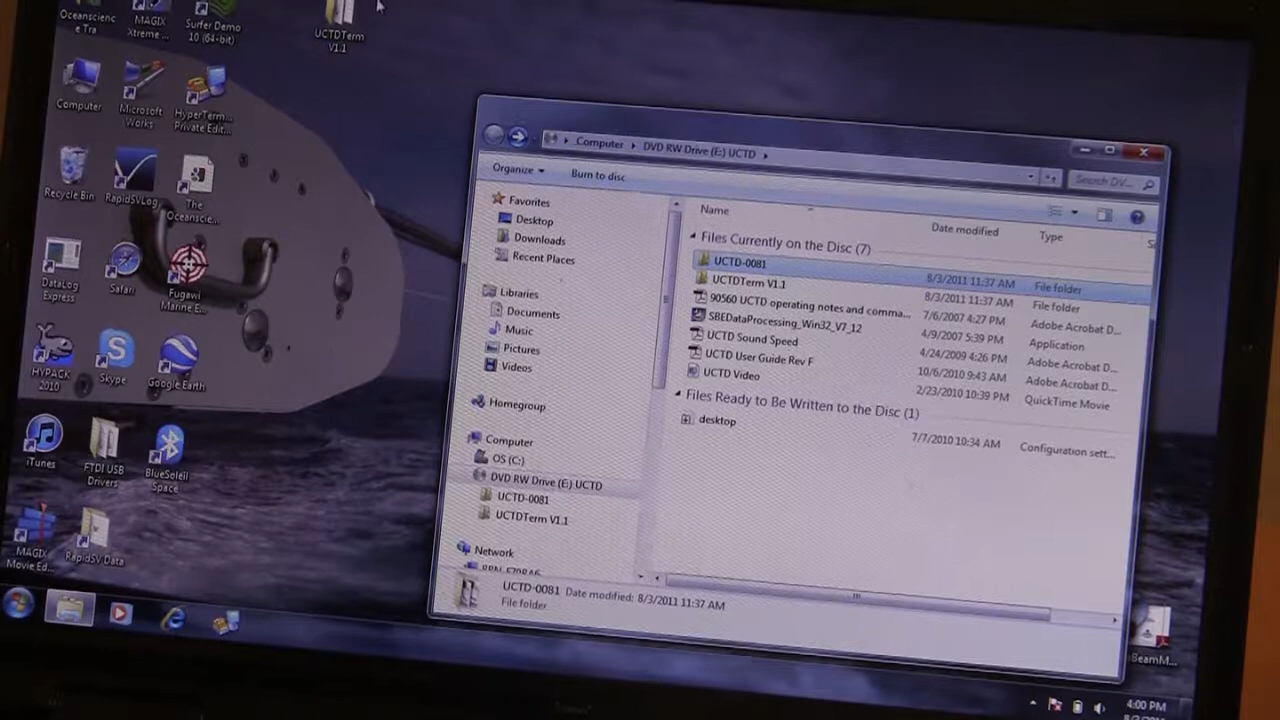 Oceanscienc
e Tra
MAGIX
Xtreme ...
Surfer Demo
10 (64-bit)
UCTDTerm
V1.1
Computer
Microsoft
Works
HyperTerm...
Private Edit...
Recycle Bin
RapidSVLog
The
Oceanscie...
DataLog
Express
Safari
Fugawi
Marine E...
HYPACK
2010
Skype
Google Earth
iTunes
FTDI USB
Drivers
BlueSoleil
Space
MAGIX
Movie Ed...
RapidSV Data
Computer DVD RW Drive (E:) UCTD
Search DV...
Organize Burn to disc
Favorites
Desktop
Downloads
Recent Places
Libraries
Documents
Music
Pictures
Videos
Homegroup
Computer
OS (C:)
DVD RW Drive (E:) UCTD
UCTD-0081
UCTDTerm V1.1
Network
Name Date modified Type
Files Currently on the Disc (7)
UCTD-0081 8/3/2011 11:37 AM File folder
UCTDTerm V1.1 8/3/2011 11:37 AM File folder
90560 UCTD operating notes and comma... 7/6/2007 4:27 PM Adobe Acrobat D...
SBEDataProcessing_Win32_V7_12 4/9/2007 5:39 PM Application
UCTD Sound Speed 4/24/2009 4:26 PM Adobe Acrobat D...
UCTD User Guide Rev F 10/6/2010 9:43 AM Adobe Acrobat D...
UCTD Video 2/23/2010 10:39 PM QuickTime Movie
Files Ready to Be Written to the Disc (1)
desktop 7/7/2010 10:34 AM Configuration sett...
UCTD-0081 Date modified: 8/3/2011 11:37 AM
File folder
BeamM...
4:00 PM